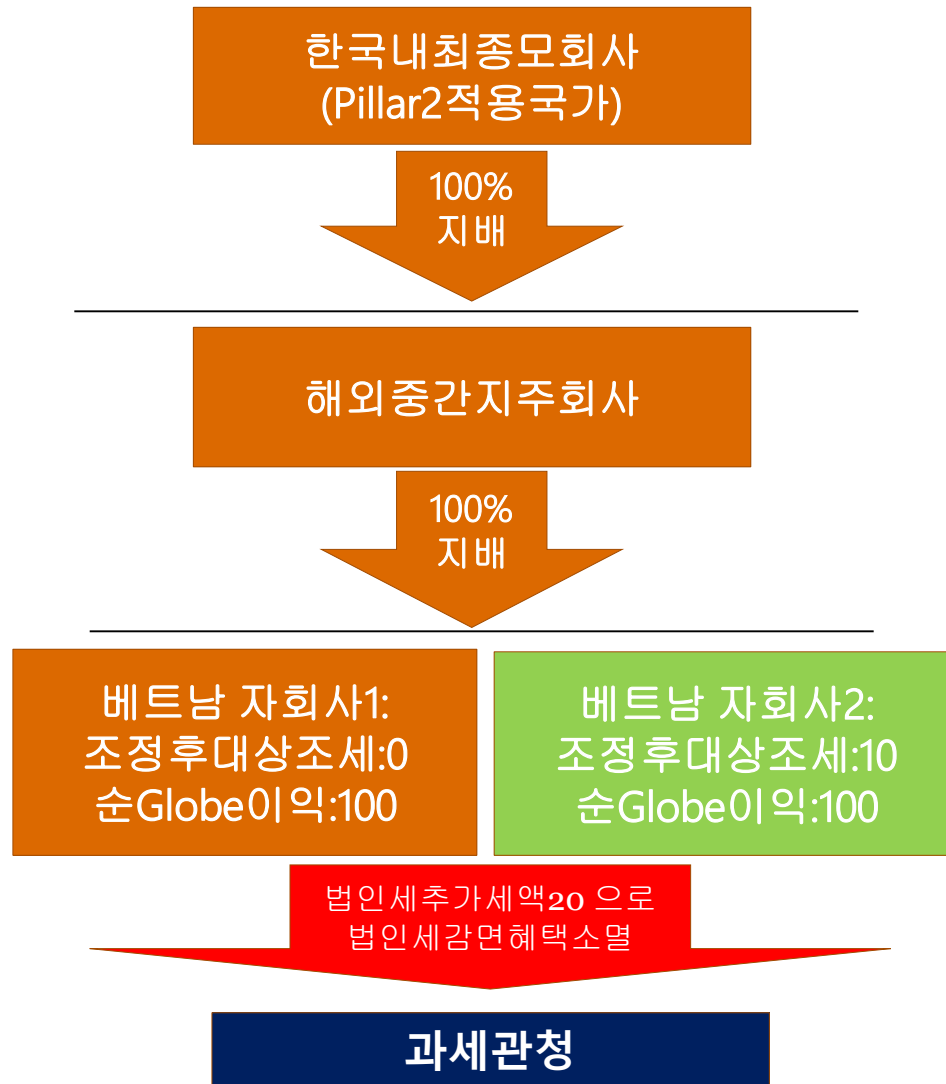 한국내최종모회사
(Pillar2적용국가)
100%
지배
해외중간지주회사
100%
지배
베트남 자회사1:
조정후대상조세:0
순Globe이익:100
베트남 자회사2:
조정후대상조세:10
순Globe이익:100
법인세추가세액20 으로
법인세감면혜택소멸
과세관청